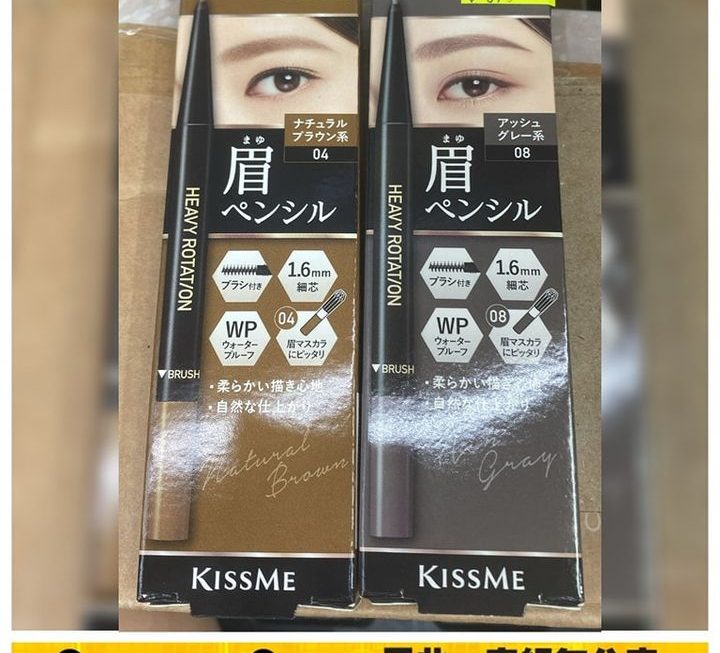 ナチュラル
ブラウン系
04
まゆ
眉
ペンシル
HEAVY ROTATION
ブラシ付き
1.6mm
細芯
WP
ウォーター
プルーフ
04
眉マスカラ
にピッタリ
▼BRUSH
・柔らかい描き心地
・自然な仕上がり
Natural
Brown
KISSME
アッシュ
グレー系
08
まゆ
眉
ペンシル
HEAVY ROTATION
ブラシ付き
1.6mm
細芯
WP
ウォーター
プルーフ
08
眉マスカラ
にピッタリ
▼BRUSH
・柔らかい描き心地
・自然な仕上がり
Gray
KISSME